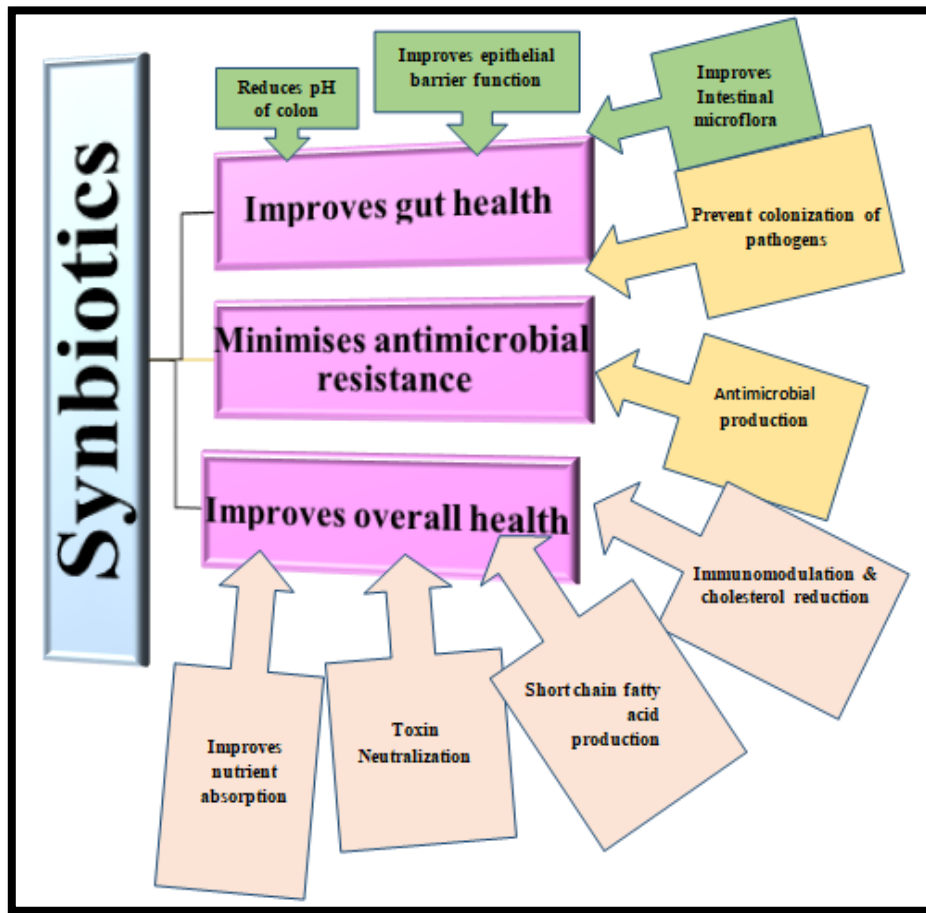 Synbiotics
Reduces pH
of colon
Improves epithelial
barrier function
Improves
Intestinal
microflora
Improves gut health
Prevent colonization of
pathogens
Minimises antimicrobial
resistance
Antimicrobial
production
Improves overall health
Immunomodulation &
cholesterol reduction
Short chain fatty
acid
production
Toxin
Neutralization
Improves
nutrient
absorption